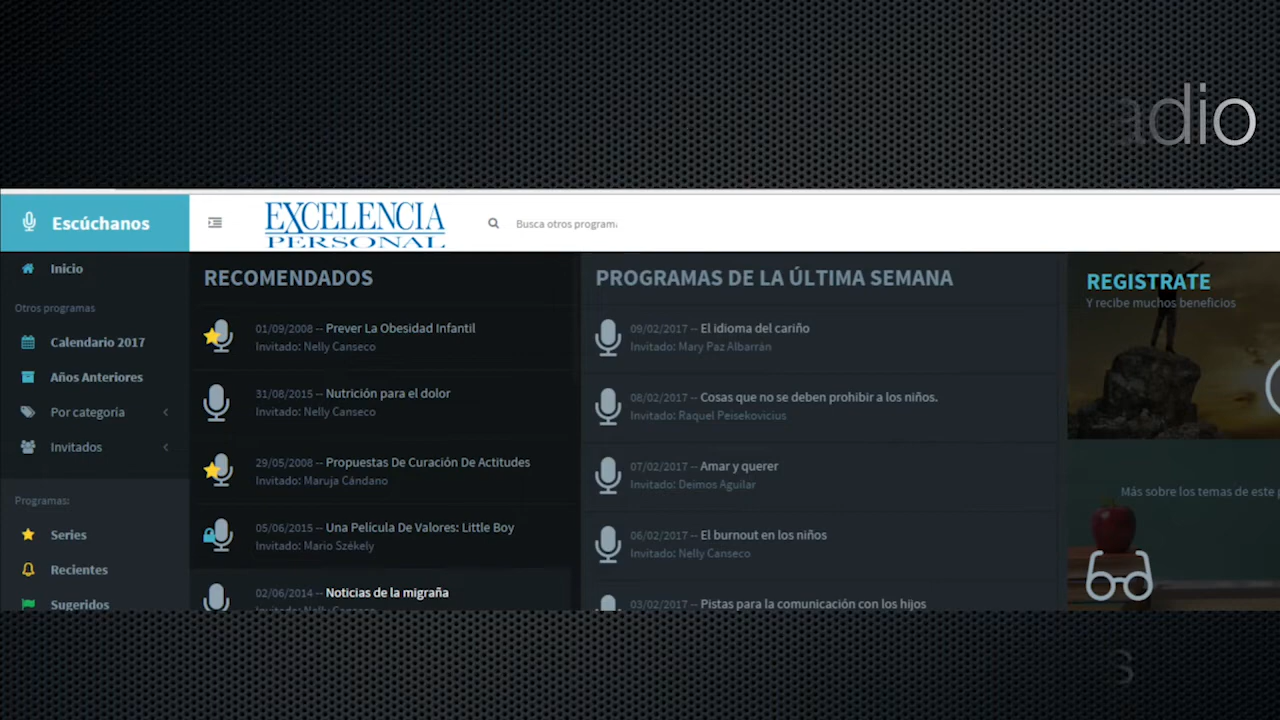 adio
Escúchanos
EXCELENCIA
PERSONAL
Busca otros program
Inicio
Otros programas
Calendario 2017
Años Anteriores
Por categoría
Invitados
Programas:
Series
Recientes
Sugeridos
RECOMENDADOS
01/09/2008 -- Prever La Obesidad Infantil
Invitado: Nelly Canseco
31/08/2015 -- Nutrición para el dolor
Invitado: Nelly Canseco
29/05/2008 -- Propuestas De Curación De Actitudes
Invitado: Maruja Cándano
05/06/2015 -- Una Película De Valores: Little Boy
Invitado: Mario Székely
02/06/2014 -- Noticias de la migraña
PROGRAMAS DE LA ÚLTIMA SEMANA
09/02/2017 -- El idioma del cariño
Invitado: Mary Paz Albarrán
08/02/2017 -- Cosas que no se deben prohibir a los niños.
Invitado: Raquel Peisekovicius
07/02/2017 -- Amar y querer
Invitado: Deimos Aguilar
06/02/2017 -- El burnout en los niños
Invitado: Nelly Canseco
03/02/2017 -- Pistas para la comunicación con los hijos
REGISTRATE
Y recibe muchos beneficios
Más sobre los temas de este
s